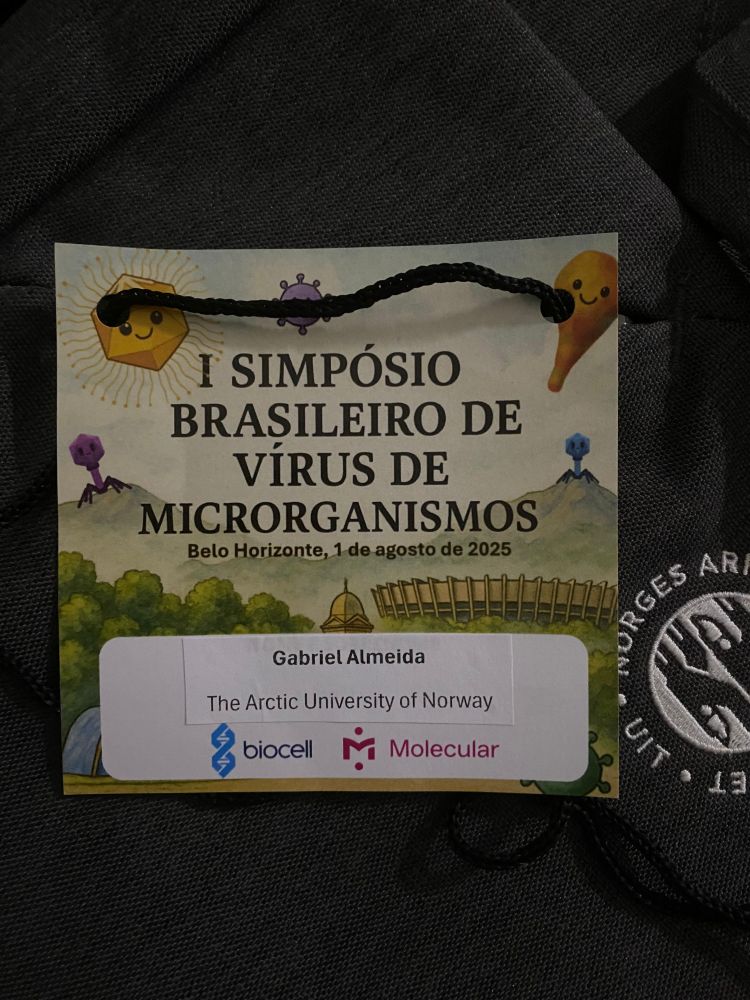 I SIMPÓSIO
BRASILEIRO DE
VÍRUS DE
MICRORGANISMOS
Belo Horizonte, 1 de agosto de 2025
Gabriel Almeida
The Arctic University of Norway
biocell
Molecular
NORGES
UIT